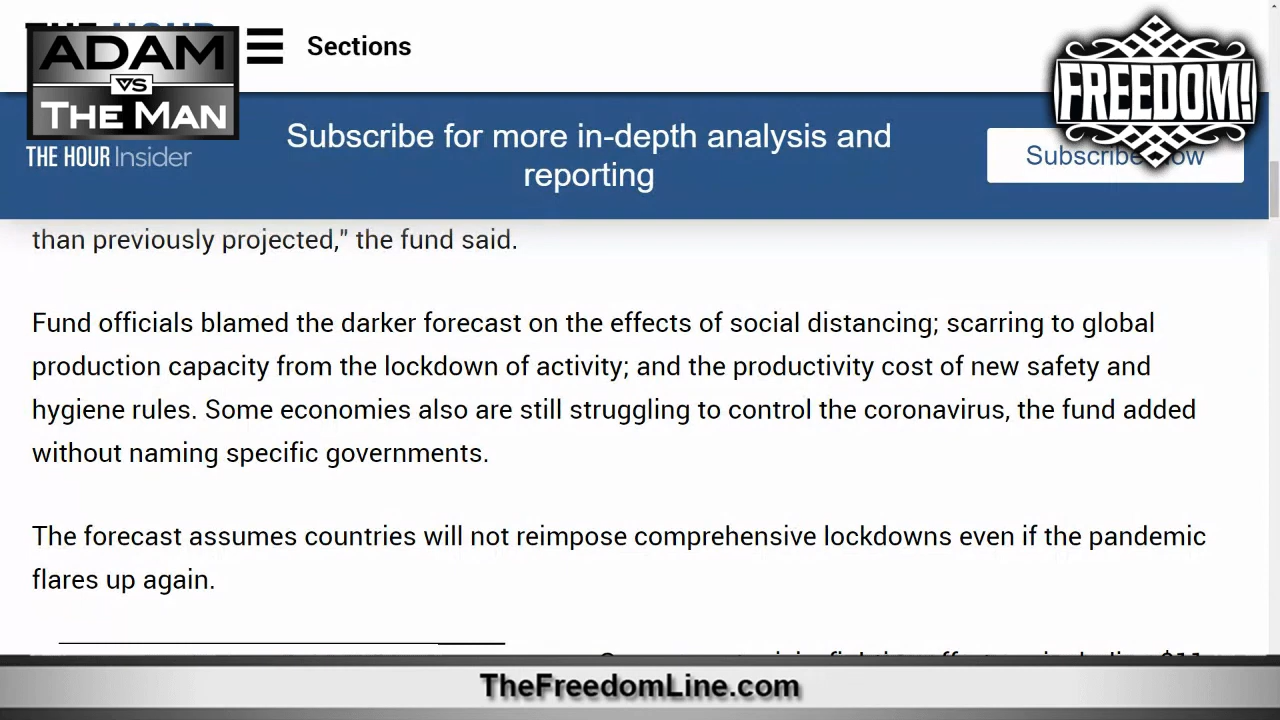 ADAM
VS
THE MAN
Sections
FREEDOM!
THE HOUR Insider
Subscribe for more in-depth analysis and
reporting
Subscribe Now
than previously projected," the fund said.
Fund officials blamed the darker forecast on the effects of social distancing; scarring to global
production capacity from the lockdown of activity; and the productivity cost of new safety and
hygiene rules. Some economies also are still struggling to control the coronavirus, the fund added
without naming specific governments.
The forecast assumes countries will not reimpose comprehensive lockdowns even if the pandemic
flares up again.
TheFreedomLine.com